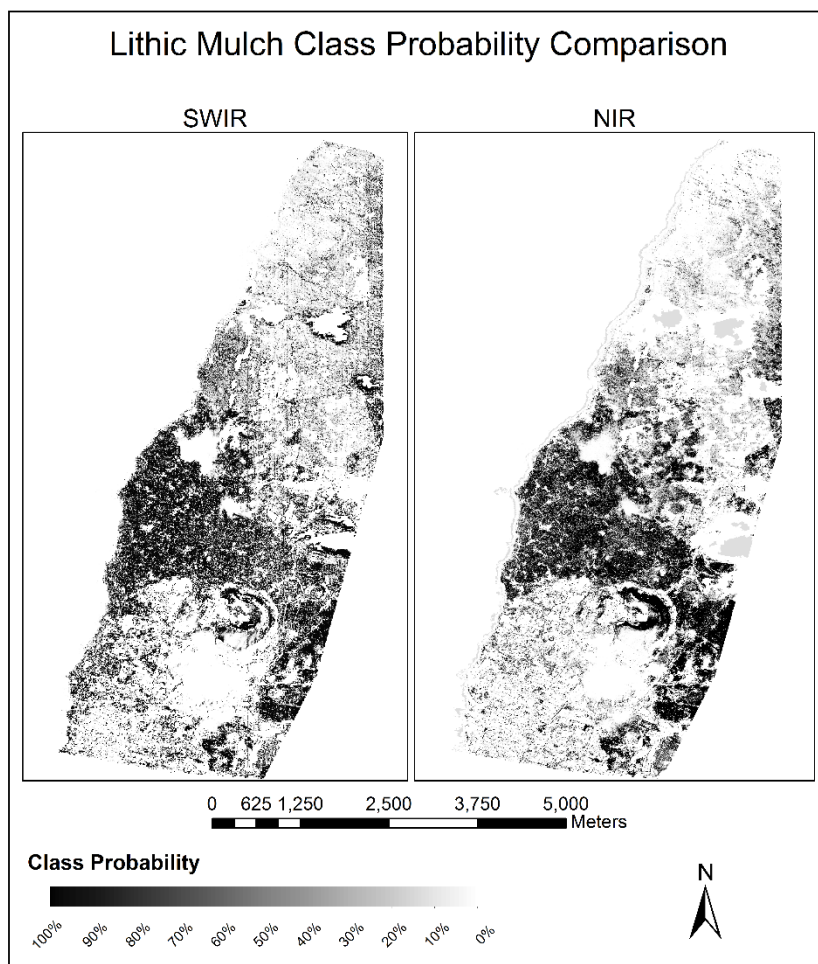 Lithic Mulch Class Probability Comparison
SWIR NIR
0 625 1,250 2,500 3,750 5,000
Meters
Class Probability
N
100% 90% 80% 70% 60% 50% 40% 30% 20% 10% 0%